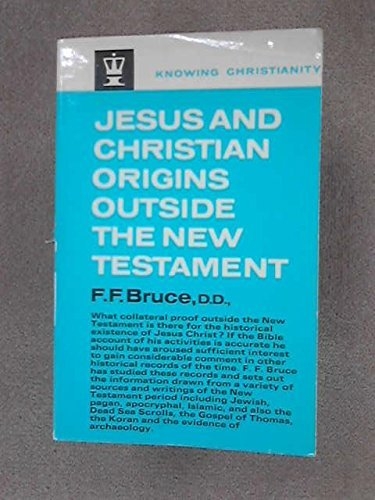 KNOWING CHRISTIANITY
JESUS AND
CHRISTIAN
ORIGINS
OUTSIDE
THE NEW
TESTAMENT
F.F. Bruce, D.D.,
What collateral proof outside the New
Testament is there for the historical
existence of Jesus Christ? If the Bible
account of his activities is accurate he
should have aroused sufficient interest
to gain considerable comment in other
historical records of the time. F. F. Bruce
has studied these records and sets out
the information drawn from a variety of
sources and writings of the New
Testament period including Jewish,
pagan, apocryphal, Islamic, and also the
Dead Sea Scrolls, the Gospel of Thomas,
the Koran and the evidence of
archaeology.